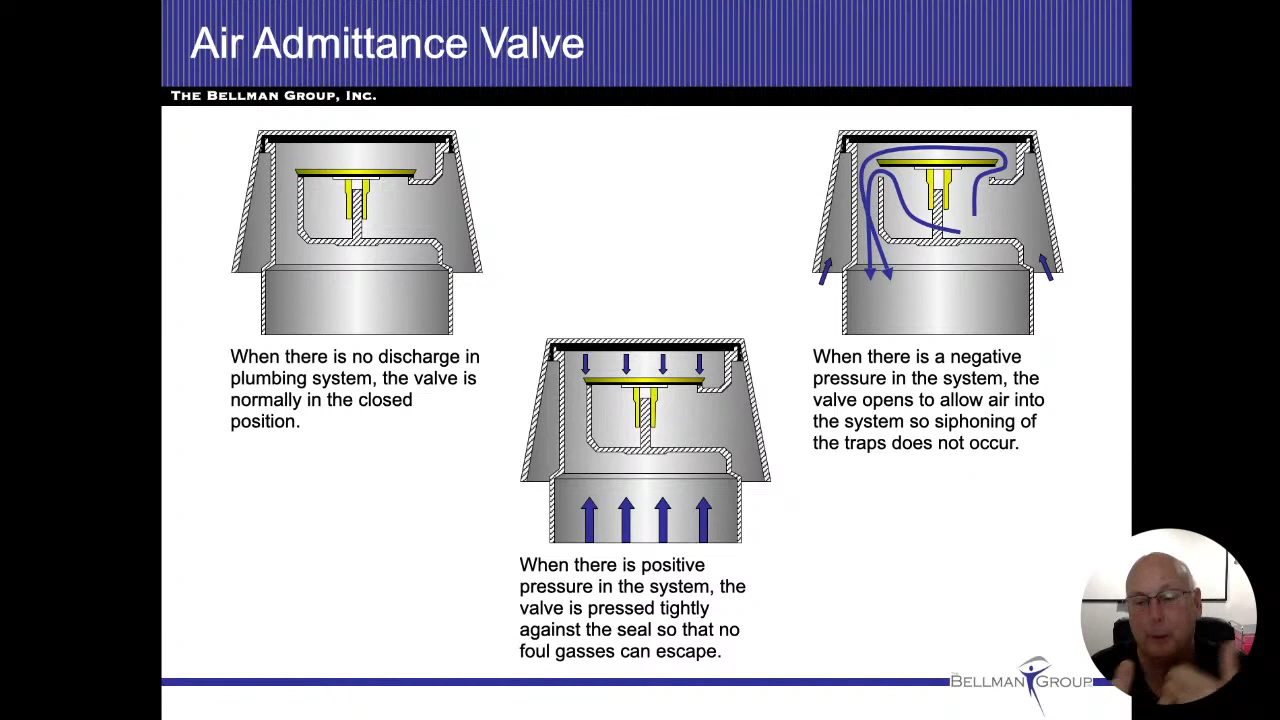 Air Admittance Valve
The Bellman Group, Inc.
When there is no discharge in
plumbing system, the valve is
normally in the closed
position.
When there is positive
pressure in the system, the
valve is pressed tightly
against the seal so that no
foul gasses can escape.
When there is a negative
pressure in the system, the
valve opens to allow air into
the system so siphoning of
the traps does not occur.
The
Bellman Group